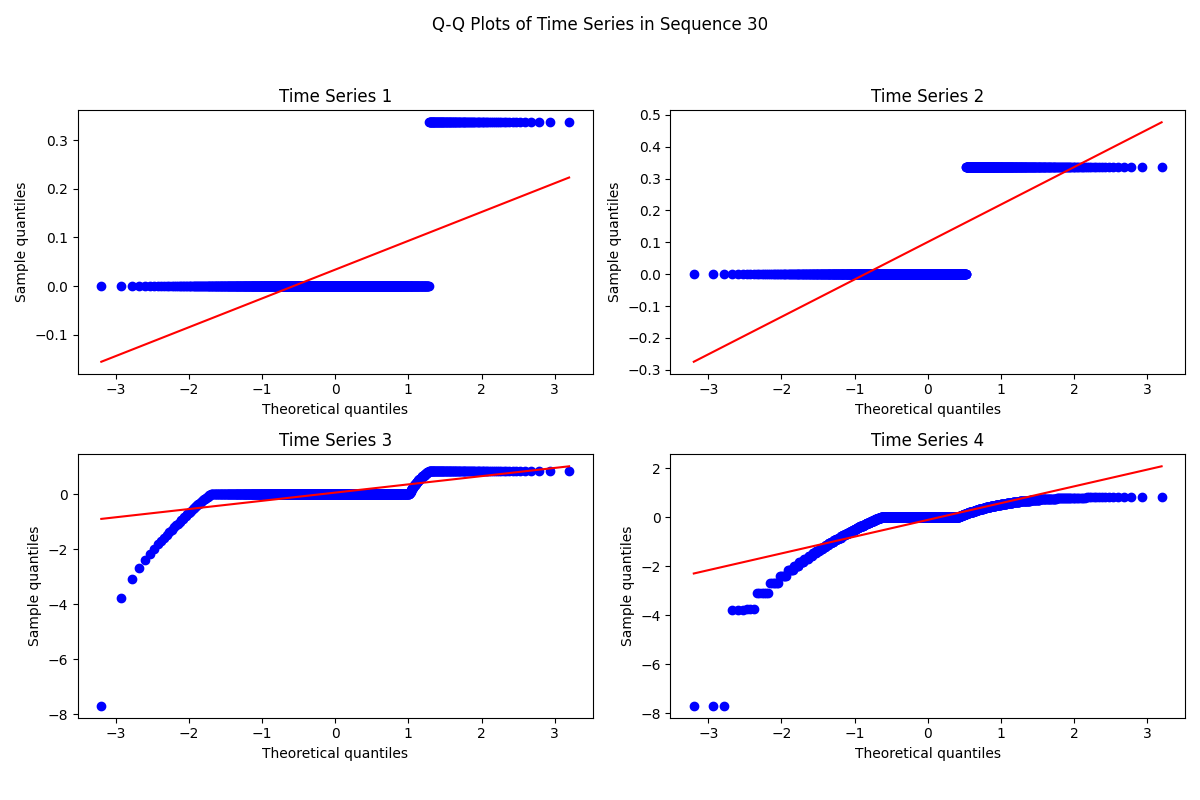 Q-Q Plots of Time Series in Sequence 30
Time Series 1
Sample quantiles
0.3
0.2
0.1
0.0
−0.1
−3 −2 −1 0 1 2 3
Theoretical quantiles
Time Series 2
Sample quantiles
0.5
0.4
0.3
0.2
0.1
0.0
−0.1
−0.2
−0.3
−3 −2 −1 0 1 2 3
Theoretical quantiles
Time Series 3
Sample quantiles
0
−2
−4
−6
−8
−3 −2 −1 0 1 2 3
Theoretical quantiles
Time Series 4
Sample quantiles
2
0
−2
−4
−6
−8
−3 −2 −1 0 1 2 3
Theoretical quantiles